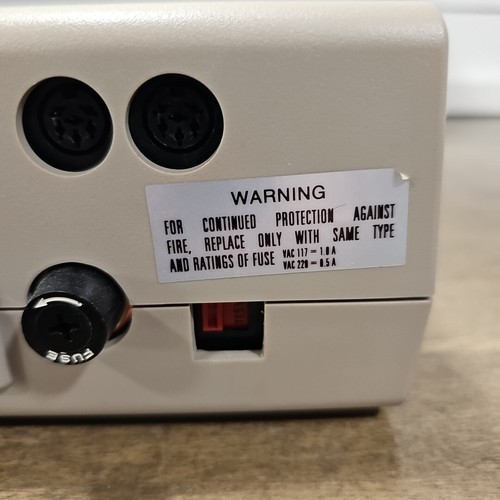 WARNING
FOR CONTINUED PROTECTION AGAINST
FIRE, REPLACE ONLY WITH SAME TYPE
AND RATINGS OF FUSE VAC 117 = 1.0 A
VAC 220 = 0.5 A
FUSE